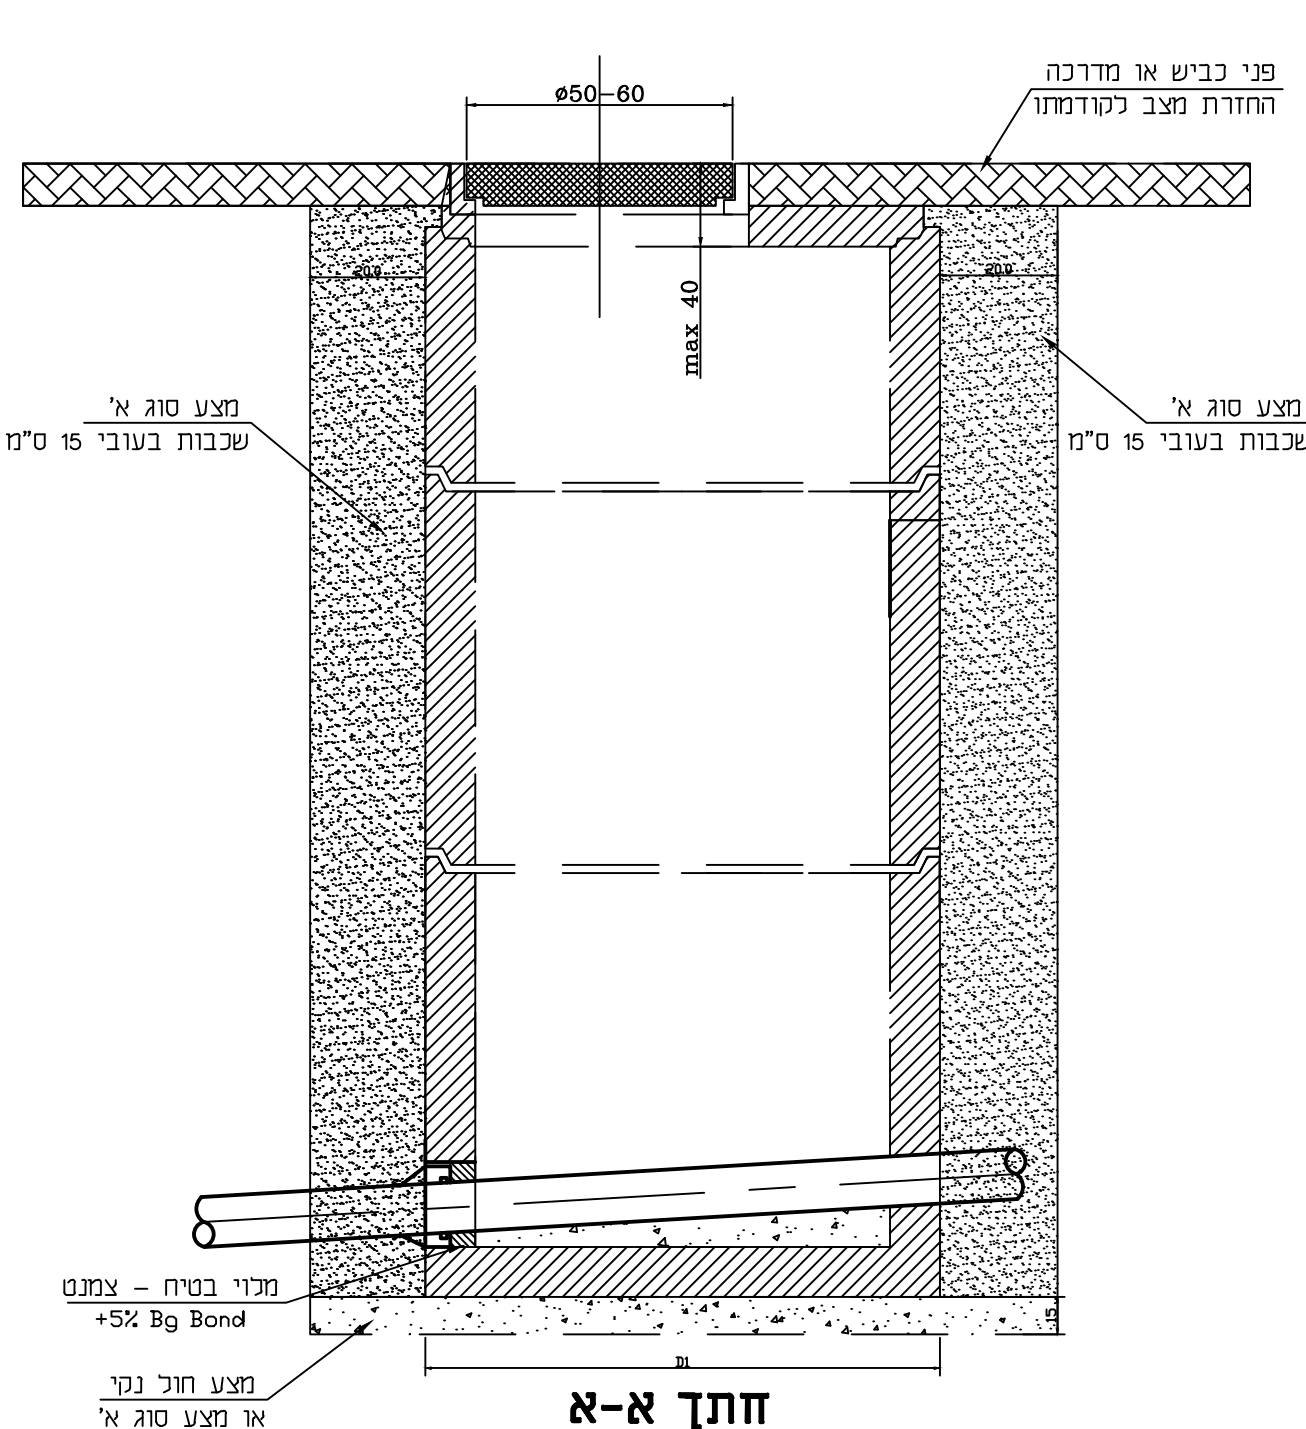 פני כביש או מדרכה
החזרת מצב לקודמתו
ø50-60
max 40
20.0
20.0
מצע סוג א'
שכבות בעובי 15 ס"מ
מצע סוג א'
שכבות בעובי 15 ס"מ
מלוי בטיח - צמנט
+5% Bg Bond
15
מצע חול נקי
או מצע סוג א'
D1
חתך א-א